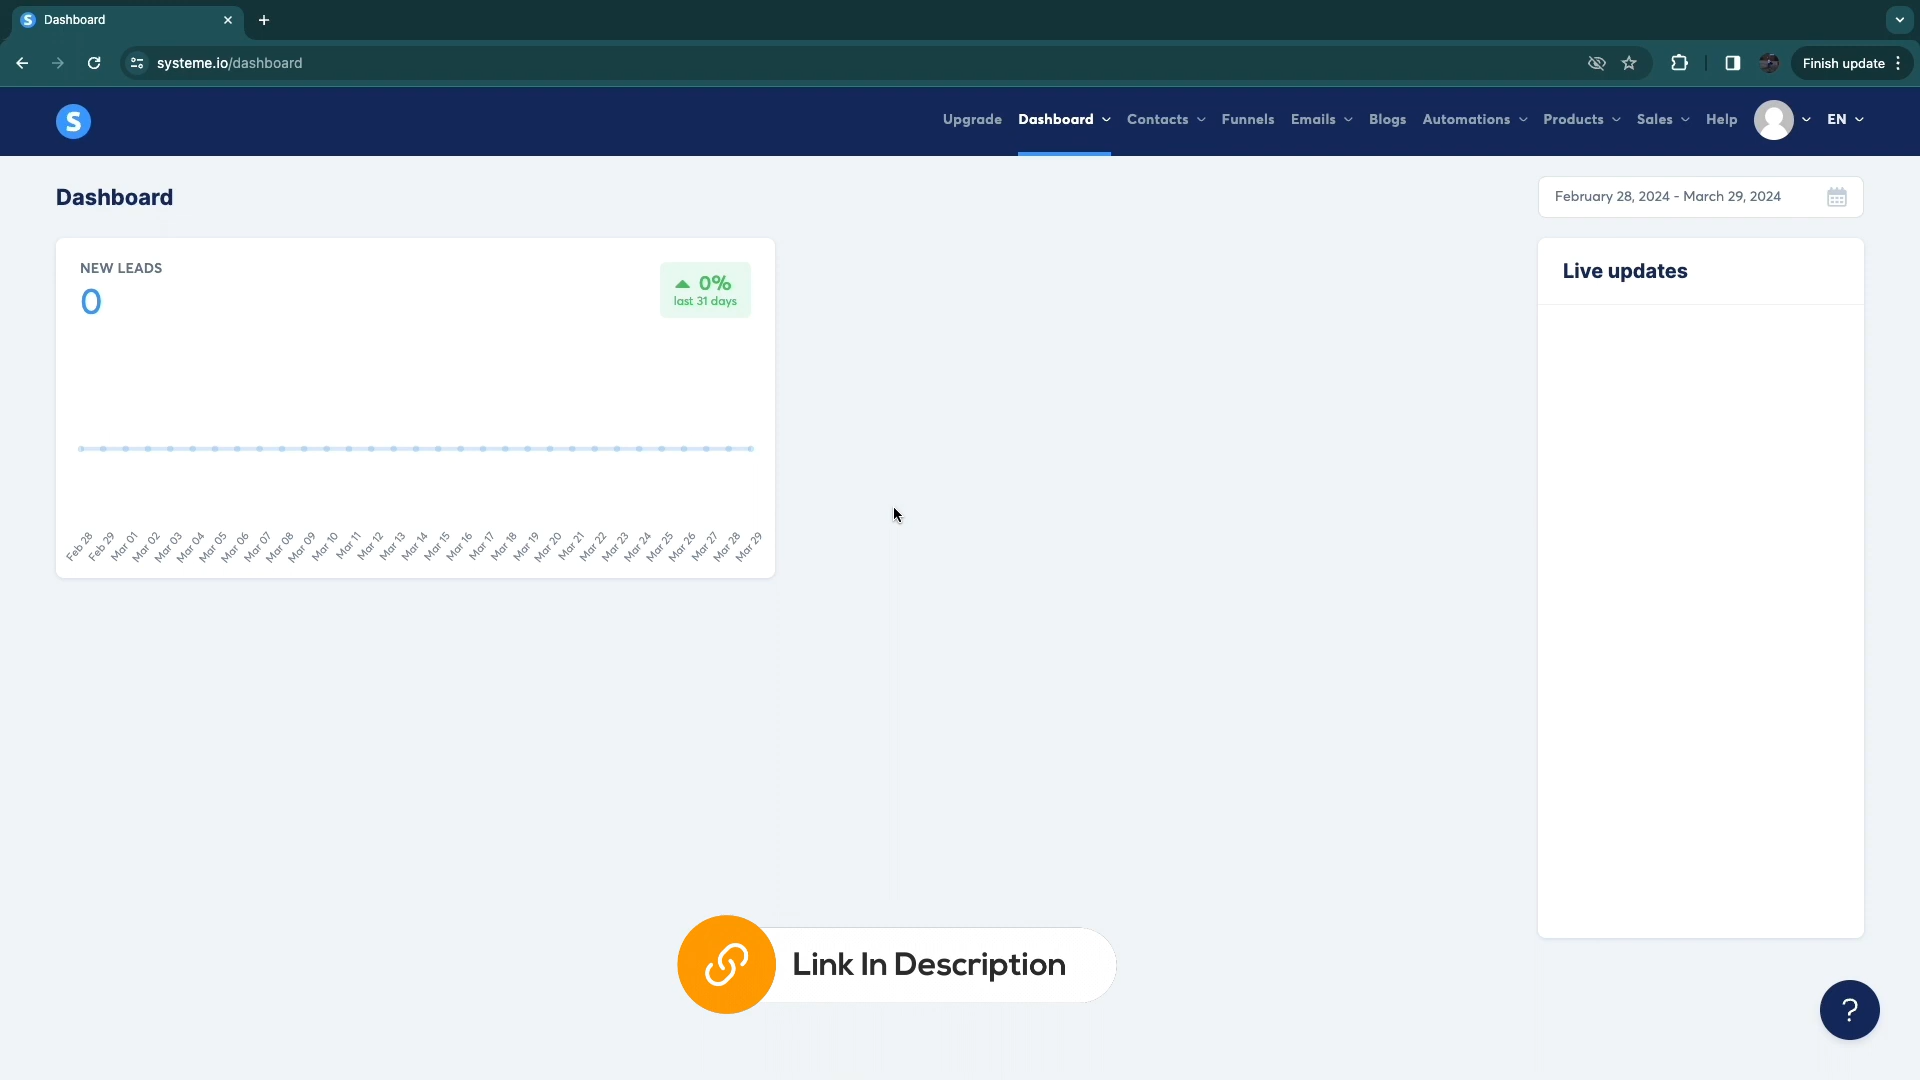 Dashboard
systeme.io/dashboard
Finish update
S
Upgrade Dashboard Contacts Funnels Emails Blogs Automations Products Sales Help EN
Dashboard
February 28, 2024 - March 29, 2024
NEW LEADS
0
0%
last 31 days
Feb 28 Feb 29 Mar 01 Mar 02 Mar 03 Mar 04 Mar 05 Mar 06 Mar 07 Mar 08 Mar 09 Mar 10 Mar 11 Mar 12 Mar 13 Mar 14 Mar 15 Mar 16 Mar 17 Mar 18 Mar 19 Mar 20 Mar 21 Mar 22 Mar 23 Mar 24 Mar 25 Mar 26 Mar 27 Mar 28 Mar 29
Live updates
Link In Description
?